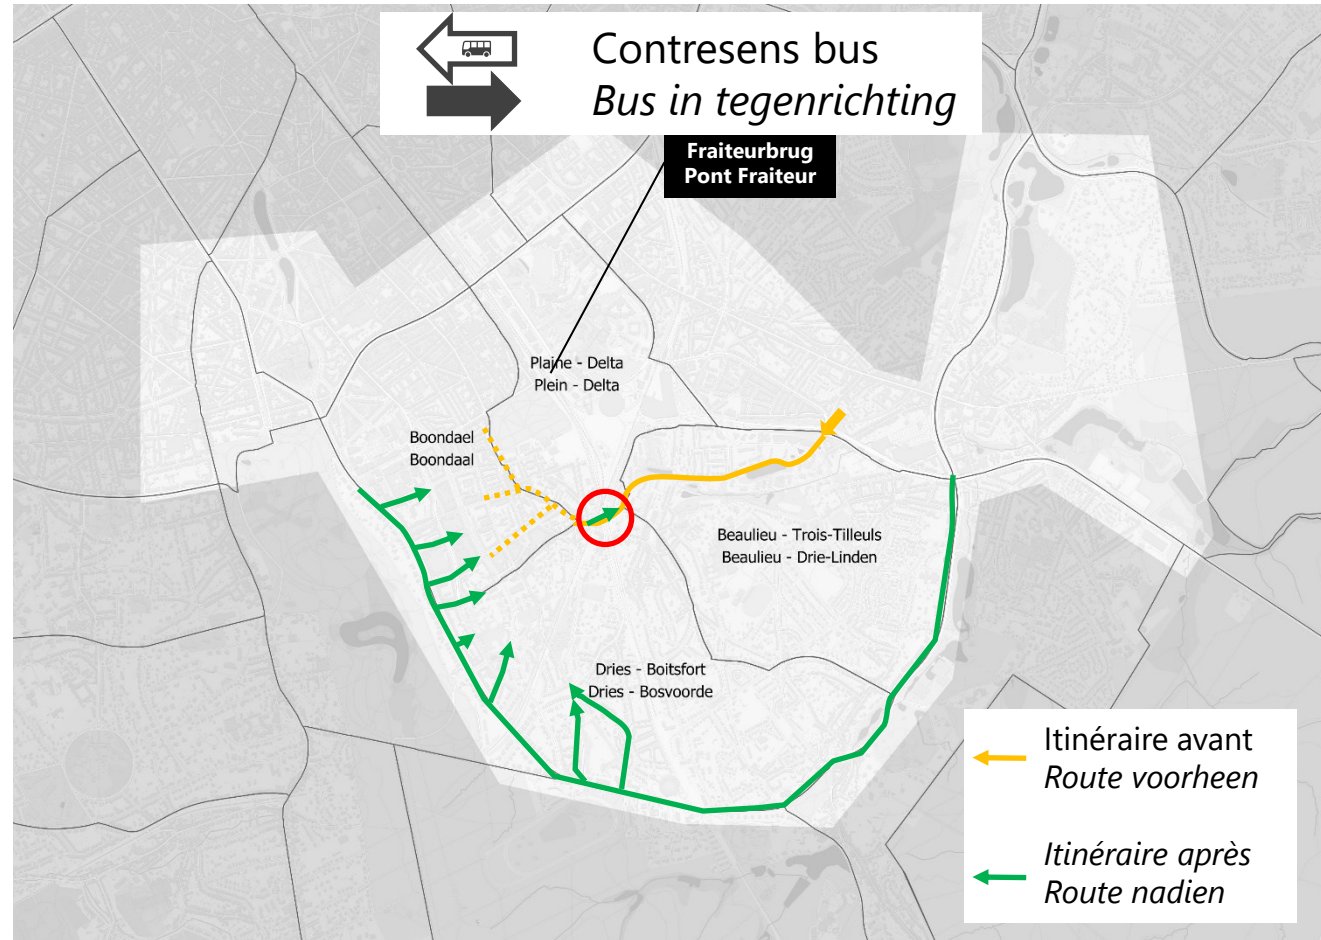 Contresens bus
Bus in tegenrichting
Fraiteurbrug
Pont Fraiteur
Plaine - Delta
Plein - Delta
Boondael
Boondaal
Beaulieu - Trois-Tilleuls
Beaulieu - Drie-Linden
Dries - Boitsfort
Dries - Bosvoorde
Itinéraire avant
Route voorheen
Itinéraire après
Route nadien